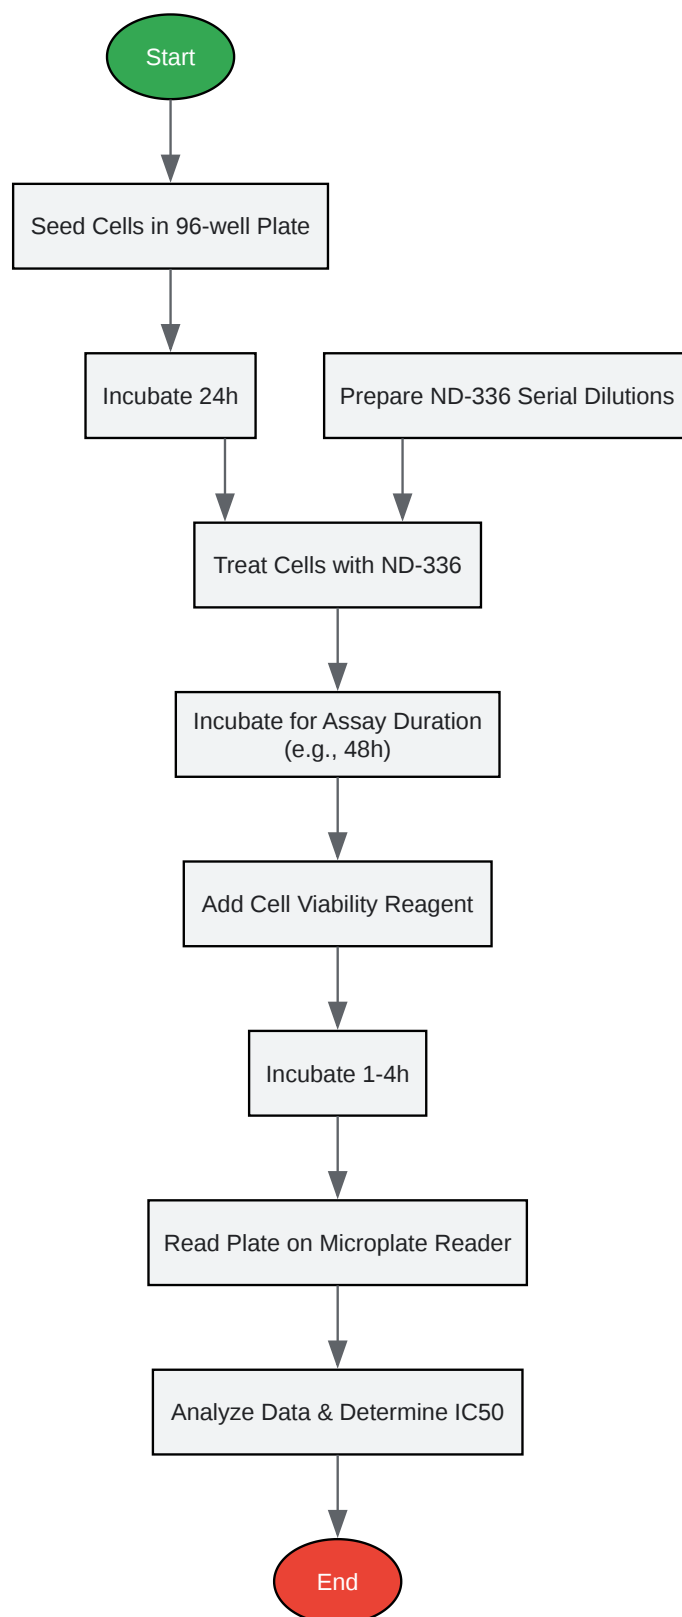 Start
Seed Cells in 96-well Plate
Incubate 24h
Prepare ND-336 Serial Dilutions
Treat Cells with ND-336
Incubate for Assay Duration
(e.g., 48h)
Add Cell Viability Reagent
Incubate 1-4h
Read Plate on Microplate Reader
Analyze Data & Determine IC50
End